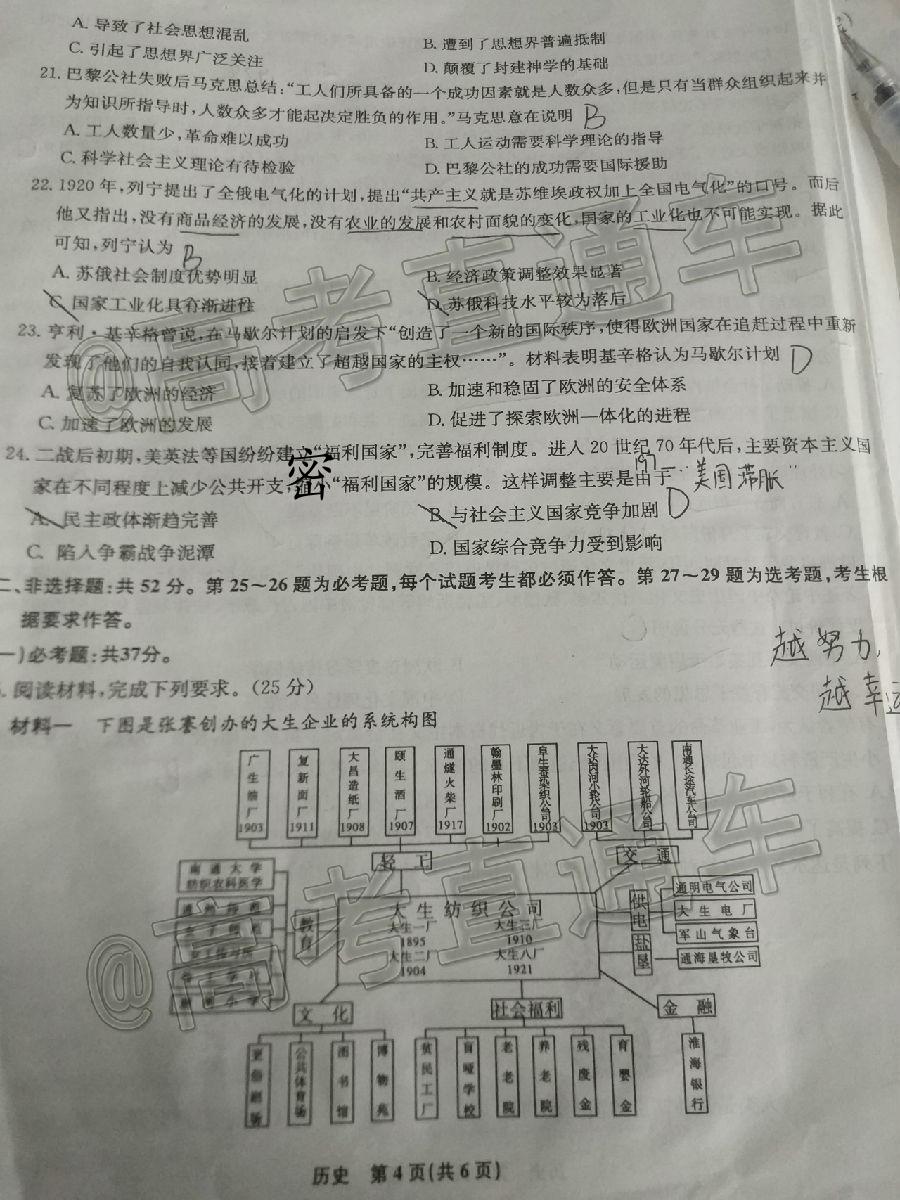 A. 导致了社会思想混乱
B. 遭到了思想界普遍抵制
C. 引起了思想界广泛关注
D. 颠覆了封建神学的基础
21. 巴黎公社失败后马克思总结:“工人们所具备的一个成功因素就是人数众多,但是只有当群众组织起来并
为知识所指导时,人数众多才能起决定胜负的作用。”马克思意在说明 B
A. 工人数量少,革命难以成功
B. 工人运动需要科学理论的指导
C. 科学社会主义理论有待检验
D. 巴黎公社的成功需要国际援助
22. 1920 年,列宁提出了全俄电气化的计划,提出“共产主义就是苏维埃政权加上全国电气化”的口号。而后
他又指出,没有商品经济的发展,没有农业的发展和农村面貌的变化,国家的工业化也不可能实现。据此
可知,列宁认为 B
A. 苏俄社会制度优势明显
B. 经济政策调整效果显著
C. 国家工业化具有渐进性
D. 苏俄科技水平较为落后
23. 亨利·基辛格曾说,在马歇尔计划的启发下“创造了一个新的国际秩序,使得欧洲国家在追赶过程中重新
发现了他们的自我认同,接着建立了超越国家的主权……”。材料表明基辛格认为马歇尔计划 D
A. 复苏了欧洲的经济
B. 加速和稳固了欧洲的安全体系
C. 加速了欧洲的发展
D. 促进了探索欧洲一体化的进程
24. 二战后初期,美英法等国纷纷建立“福利国家”,完善福利制度。进入 20 世纪 70 年代后,主要资本主义国
家在不同程度上减少公共开支,缩小“福利国家”的规模。这样调整主要是由于
密
"美国滞胀"
A. 民主政体渐趋完善
B. 与社会主义国家竞争加剧 D
C. 陷入争霸战争泥潭
D. 国家综合竞争力受到影响
二、非选择题:共 52 分。第 25～26 题为必考题,每个试题考生都必须作答。第 27～29 题为选考题,考生根
据要求作答。
一)必考题:共37分。
越努力,
越幸运
. 阅读材料,完成下列要求。(25 分)
材料一 下图是张謇创办的大生企业的系统构图
广生油厂 1903
复新面厂 1911
大昌造纸厂 1908
颐生酒厂 1907
通燧火柴厂 1917
翰墨林印刷厂 1902
阜生蚕染织公司 1903
大达内河小轮公司 1903
大达外河轮船公司
南通长途汽车公司
轻工
交通
南通大学
纺织农科医学
教育
大生纺织公司
大生一厂 1895
大生三厂 1910
大生二厂 1904
大生八厂 1921
供电
通明电气公司
大生电厂
军山气象台
盐垦
通海垦牧公司
文化
社会福利
金融
更俗剧场
公共体育场
图书馆
博物苑
贫民工厂
盲哑学校
老老院
养老院
残废金
育婴金
淮海银行
历史 第 4 页(共 6 页)
@高考直通车
@高考直通车